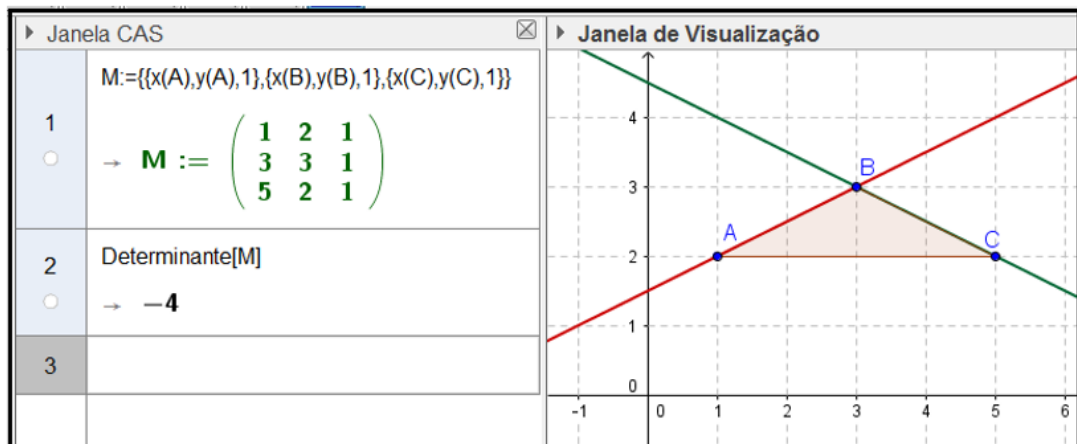 Janela CAS
1
M:={{x(A),y(A),1},{x(B),y(B),1},{x(C),y(C),1}}
→ M := ( 1 2 1
3 3 1
5 2 1 )
2
Determinante[M]
→ −4
3
Janela de Visualização
4
3
2
1
0
-1 0 1 2 3 4 5 6
A
B
C